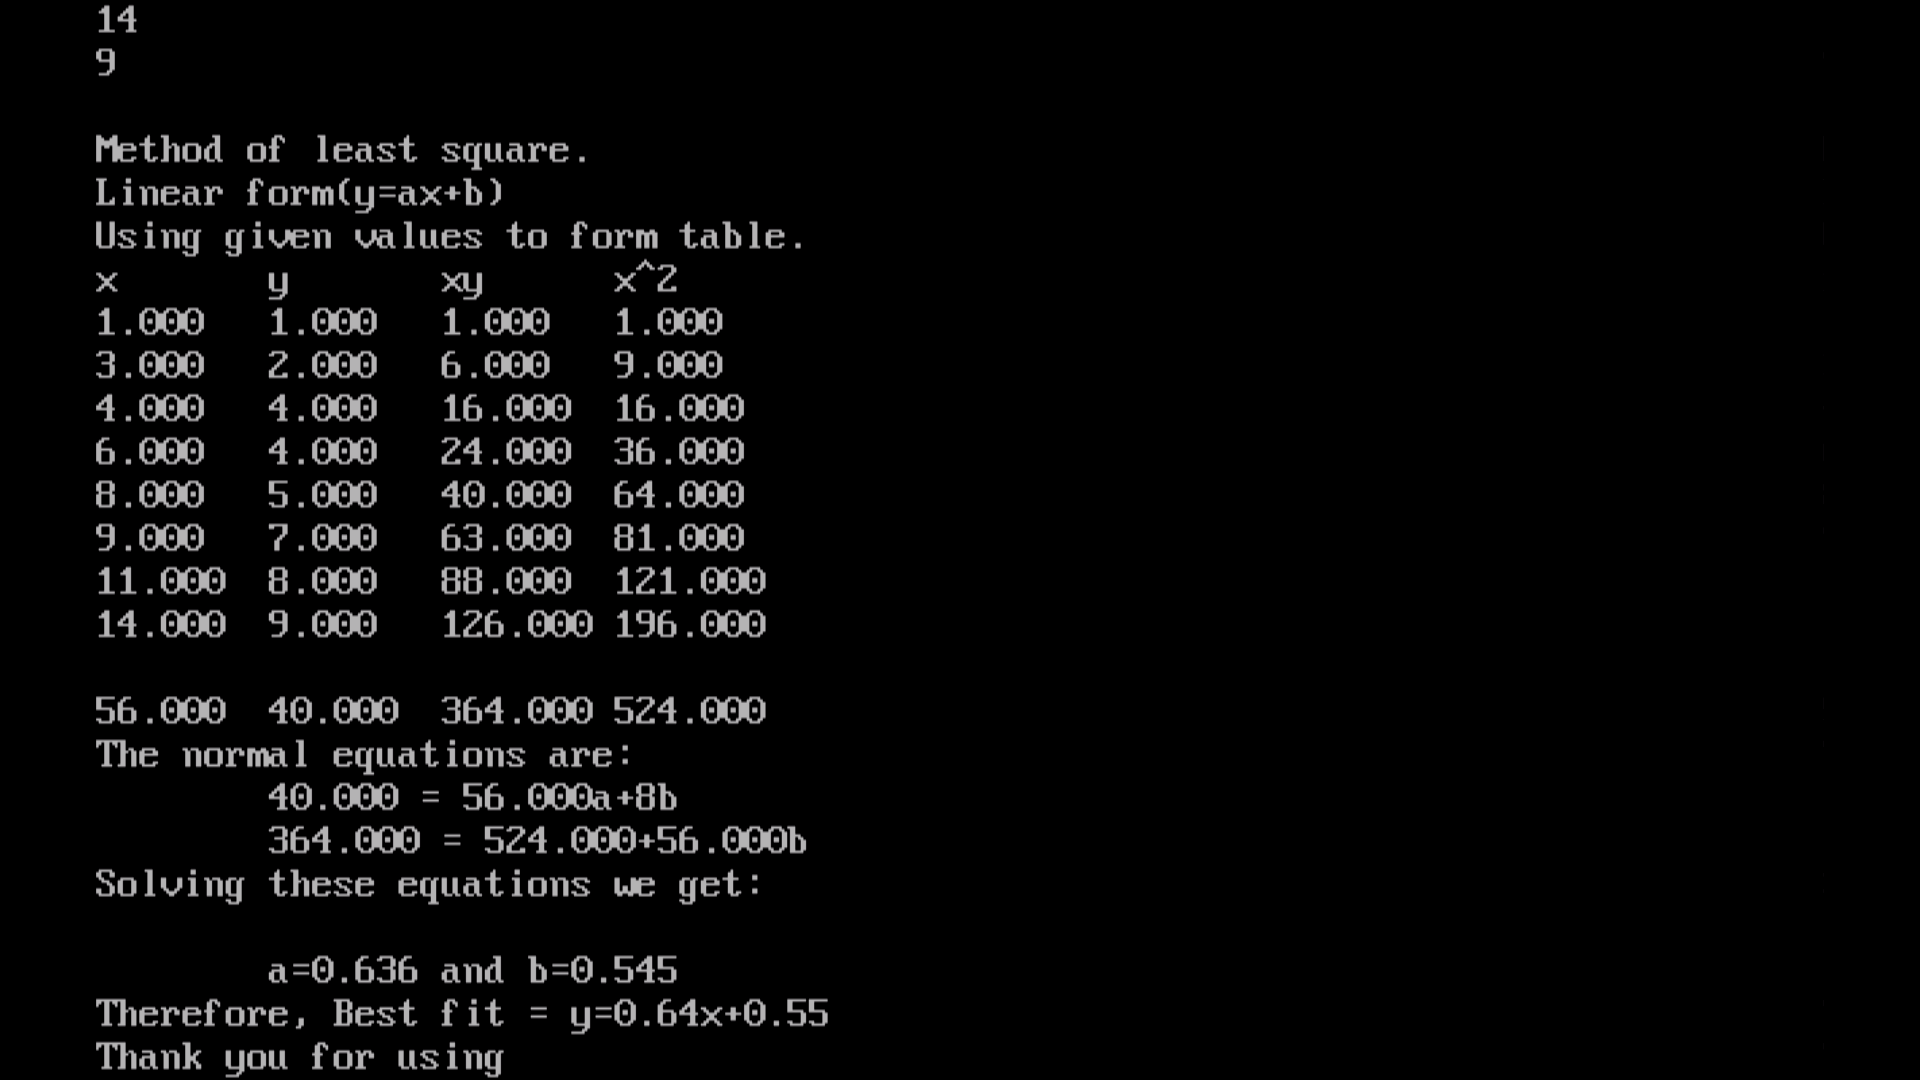 14
9
Method of least square.
Linear form(y=ax+b)
Using given values to form table.
x y xy x^2
1.000 1.000 1.000 1.000
3.000 2.000 6.000 9.000
4.000 4.000 16.000 16.000
6.000 4.000 24.000 36.000
8.000 5.000 40.000 64.000
9.000 7.000 63.000 81.000
11.000 8.000 88.000 121.000
14.000 9.000 126.000 196.000
56.000 40.000 364.000 524.000
The normal equations are:
40.000 = 56.000a+8b
364.000 = 524.000+56.000b
Solving these equations we get:
a=0.636 and b=0.545
Therefore, Best fit = y=0.64x+0.55
Thank you for using